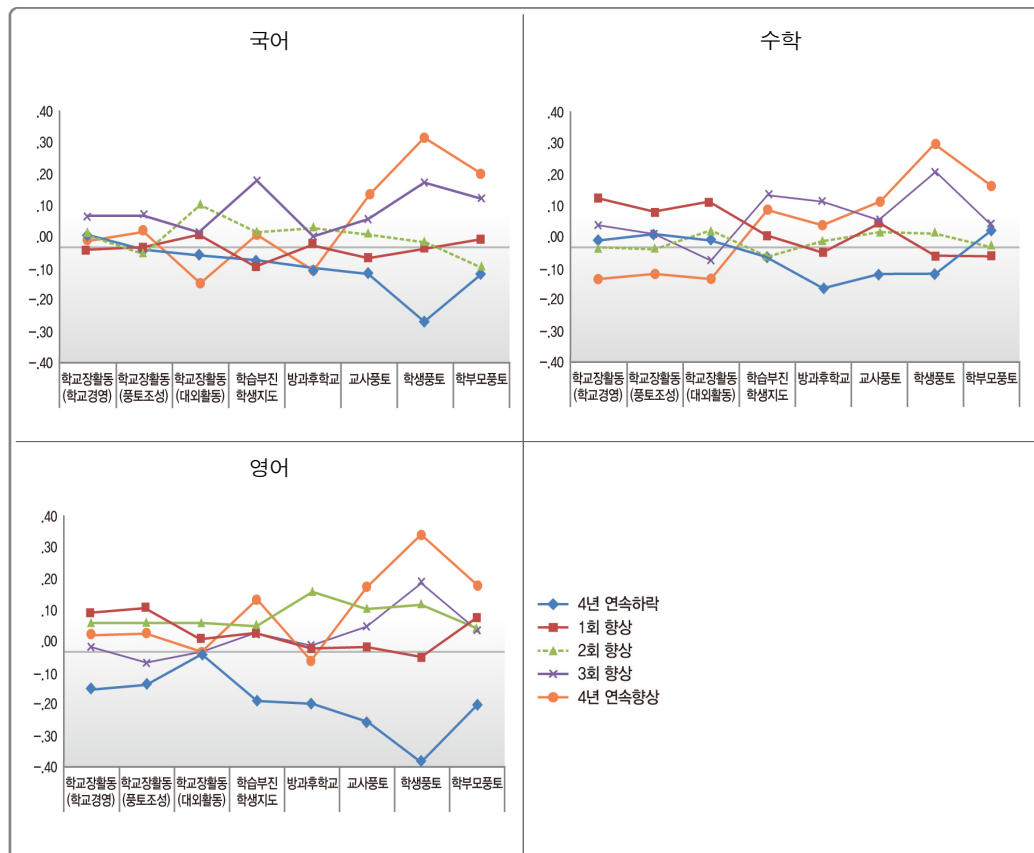 국어
.40
.30
.20
.10
.00
−.10
−.20
−.30
−.40
학교장활동 학교장활동 학교장활동 학습부진 방과후학교 교사풍토 학생풍토 학부모풍토
(학교경영) (풍토조성) (대외활동) 학생지도
수학
.40
.30
.20
.10
.00
−.10
−.20
−.30
−.40
학교장활동 학교장활동 학교장활동 학습부진 방과후학교 교사풍토 학생풍토 학부모풍토
(학교경영) (풍토조성) (대외활동) 학생지도
영어
.40
.30
.20
.10
.00
−.10
−.20
−.30
−.40
학교장활동 학교장활동 학교장활동 학습부진 방과후학교 교사풍토 학생풍토 학부모풍토
(학교경영) (풍토조성) (대외활동) 학생지도
4년 연속하락
1회 향상
2회 향상
3회 향상
4년 연속향상